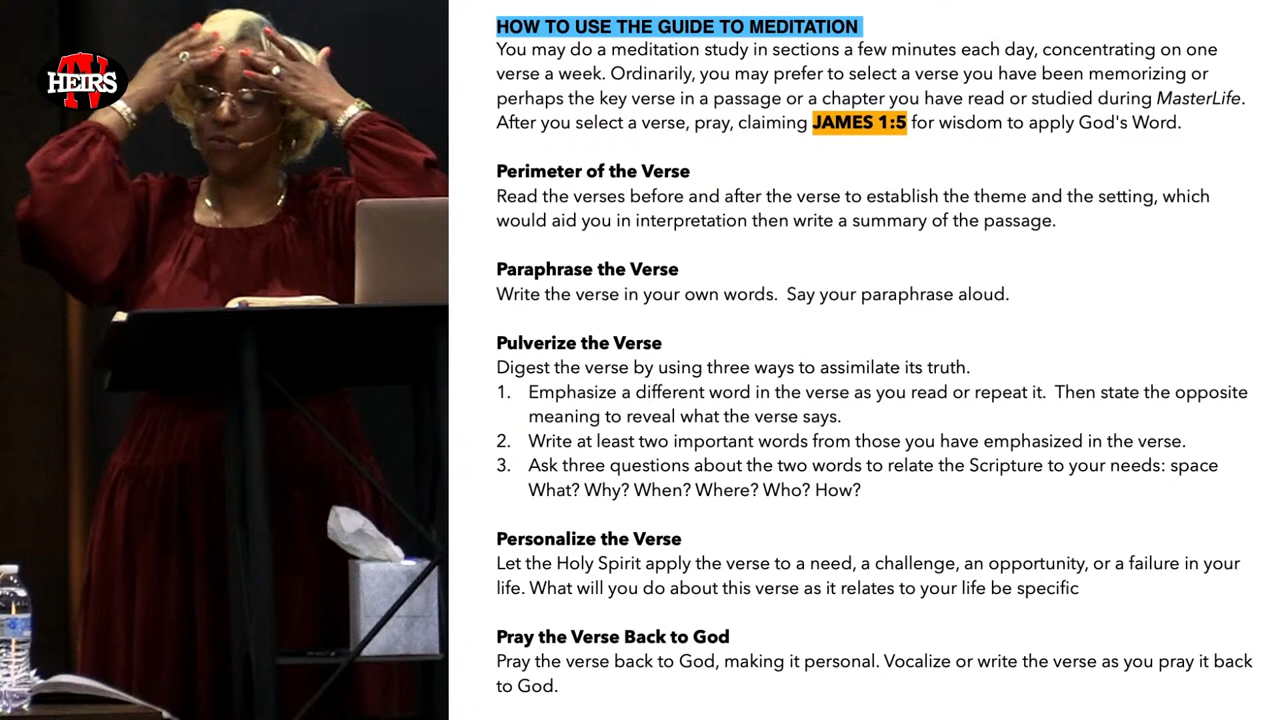 HEIRS
N
HOW TO USE THE GUIDE TO MEDITATION
You may do a meditation study in sections a few minutes each day, concentrating on one
verse a week. Ordinarily, you may prefer to select a verse you have been memorizing or
perhaps the key verse in a passage or a chapter you have read or studied during MasterLife.
After you select a verse, pray, claiming JAMES 1:5 for wisdom to apply God's Word.
Perimeter of the Verse
Read the verses before and after the verse to establish the theme and the setting, which
would aid you in interpretation then write a summary of the passage.
Paraphrase the Verse
Write the verse in your own words.  Say your paraphrase aloud.
Pulverize the Verse
Digest the verse by using three ways to assimilate its truth.
1. Emphasize a different word in the verse as you read or repeat it.  Then state the opposite
meaning to reveal what the verse says.
2. Write at least two important words from those you have emphasized in the verse.
3. Ask three questions about the two words to relate the Scripture to your needs: space
What? Why? When? Where? Who? How?
Personalize the Verse
Let the Holy Spirit apply the verse to a need, a challenge, an opportunity, or a failure in your
life. What will you do about this verse as it relates to your life be specific
Pray the Verse Back to God
Pray the verse back to God, making it personal. Vocalize or write the verse as you pray it back
to God.